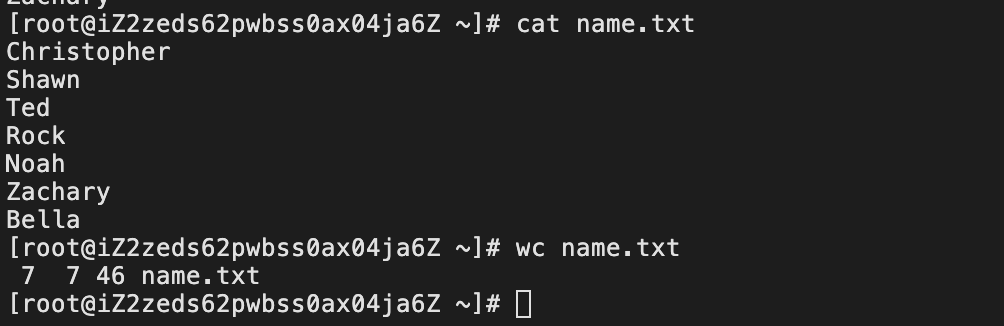 Zachary
[root@iZ2zeds62pwbss0ax04ja6Z ~]# cat name.txt
Christopher
Shawn
Ted
Rock
Noah
Zachary
Bella
[root@iZ2zeds62pwbss0ax04ja6Z ~]# wc name.txt
 7  7 46 name.txt
[root@iZ2zeds62pwbss0ax04ja6Z ~]#